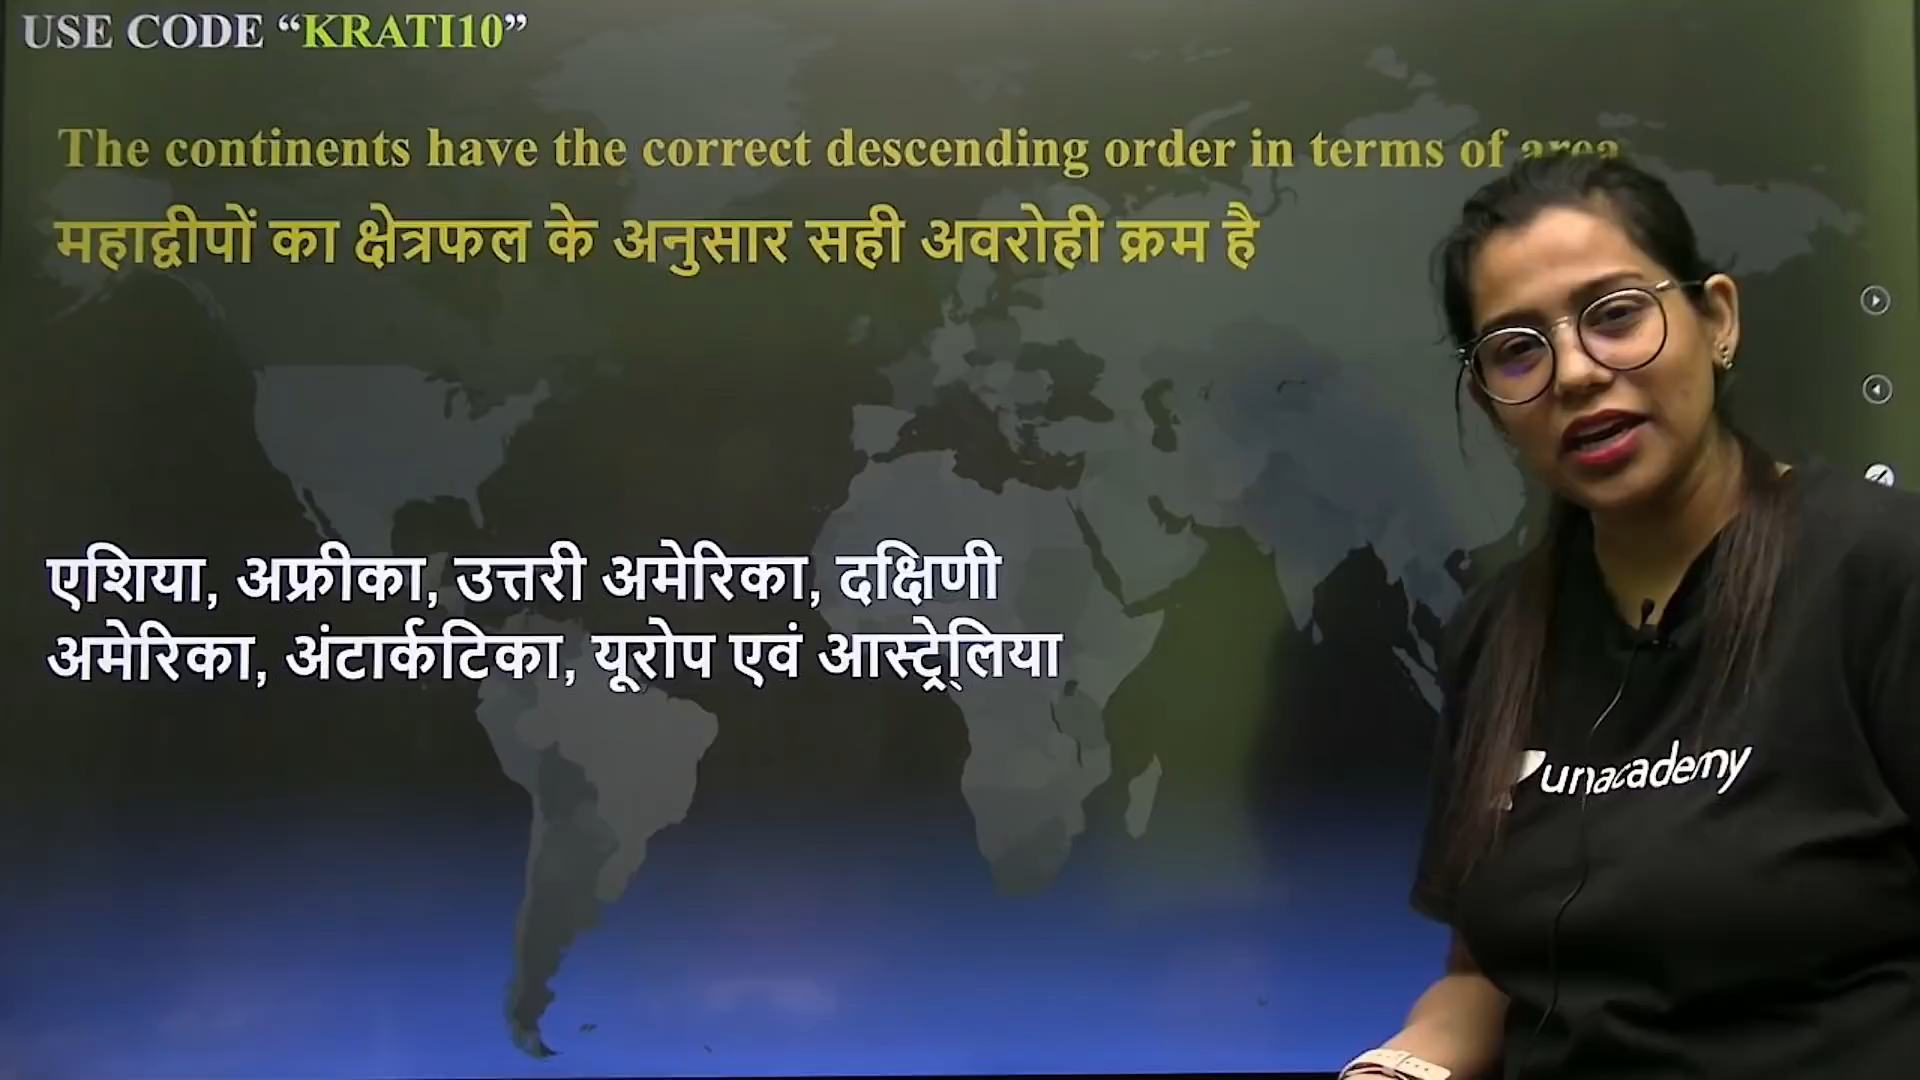 USE CODE “KRATI10”
The continents have the correct descending order in terms of area
महाद्वीपों का क्षेत्रफल के अनुसार सही अवरोही क्रम है
एशिया, अफ्रीका, उत्तरी अमेरिका, दक्षिणी
अमेरिका, अंटार्कटिका, यूरोप एवं आस्ट्रेलिया
unacademy